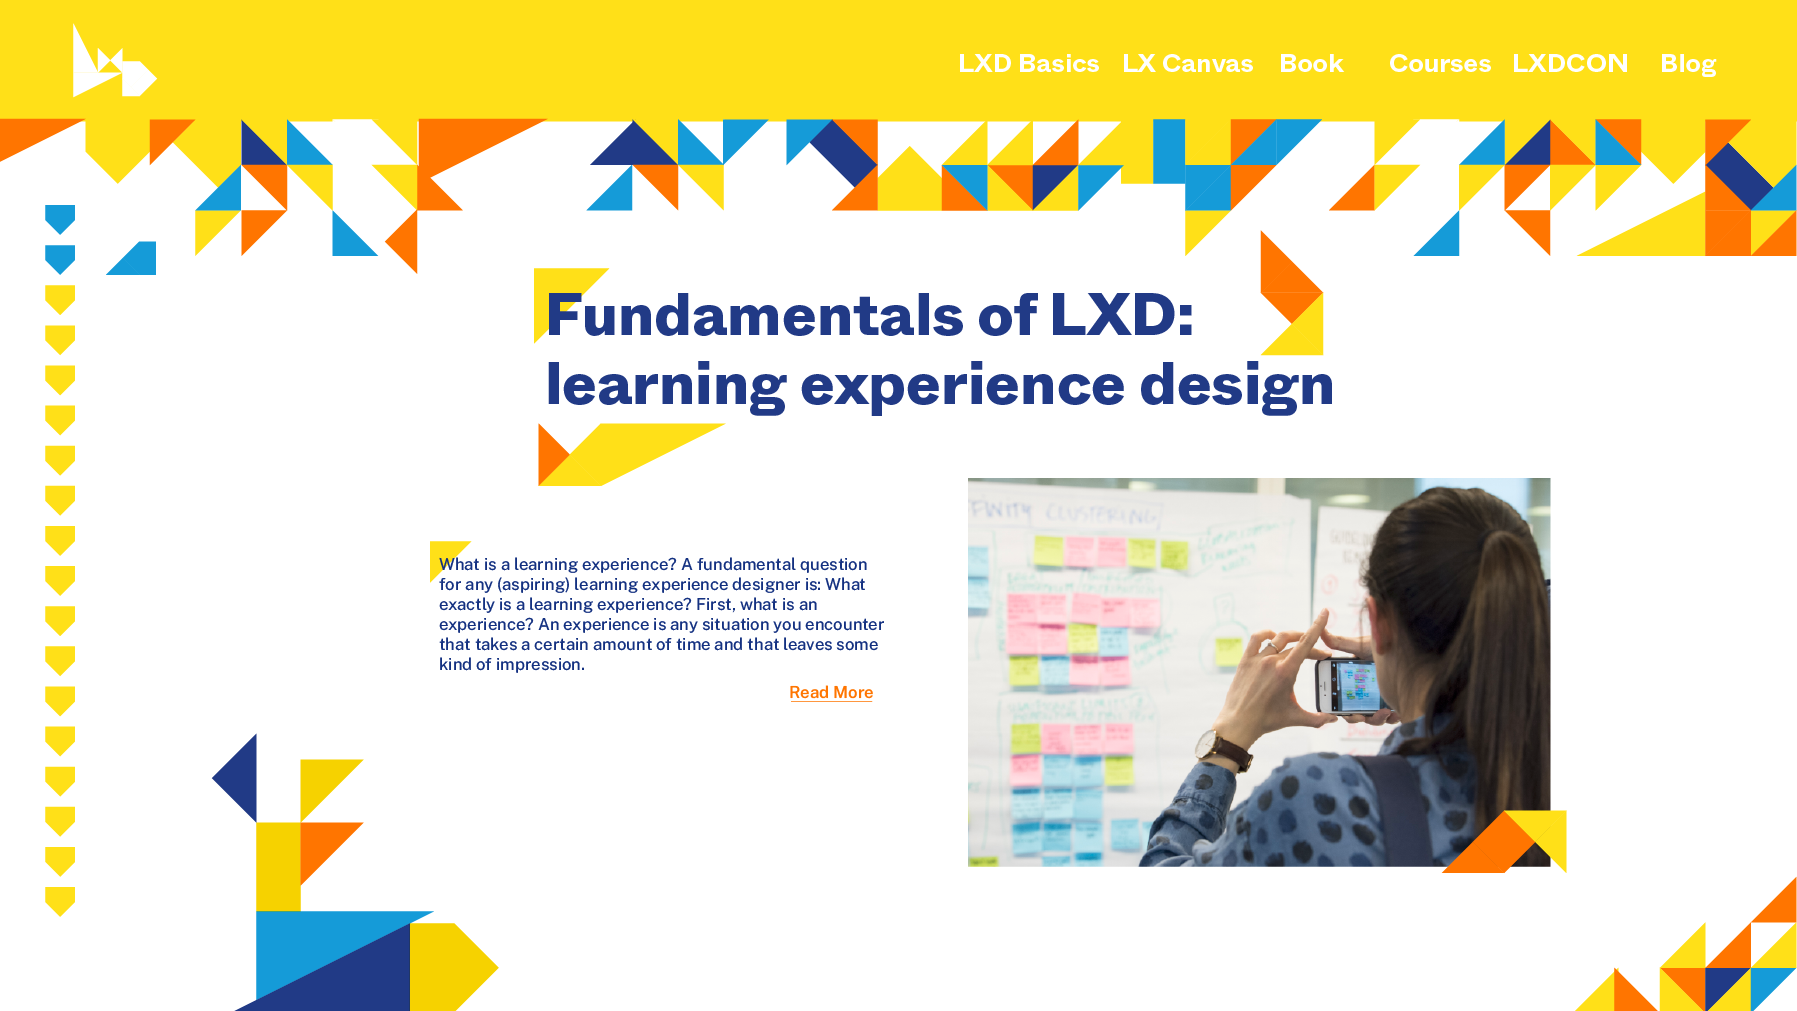 LXD Basics LX Canvas Book Courses LXDCON Blog
Fundamentals of LXD:
learning experience design
What is a learning experience? A fundamental question
for any (aspiring) learning experience designer is: What
exactly is a learning experience? First, what is an
experience? An experience is any situation you encounter
that takes a certain amount of time and that leaves some
kind of impression.
Read More
FINITY CLUSTERING